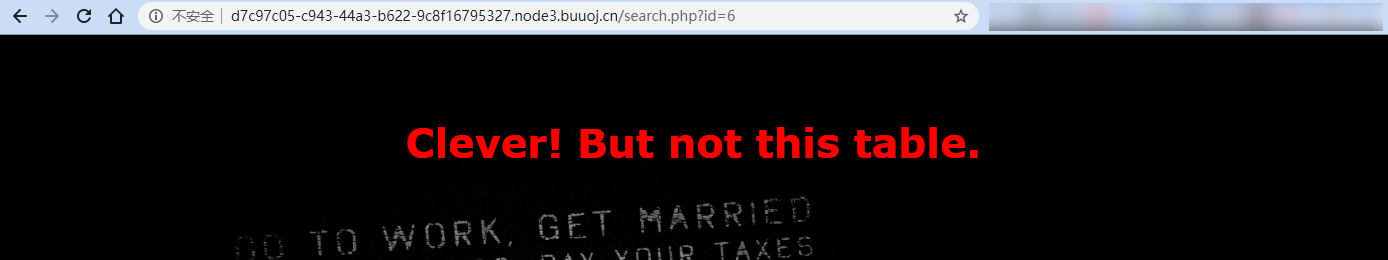 不安全 d7c97c05-c943-44a3-b622-9c8f16795327.node3.buuoj.cn/search.php?id=6
Clever! But not this table.
GO TO WORK, GET MARRIED
PAY YOUR TAXES